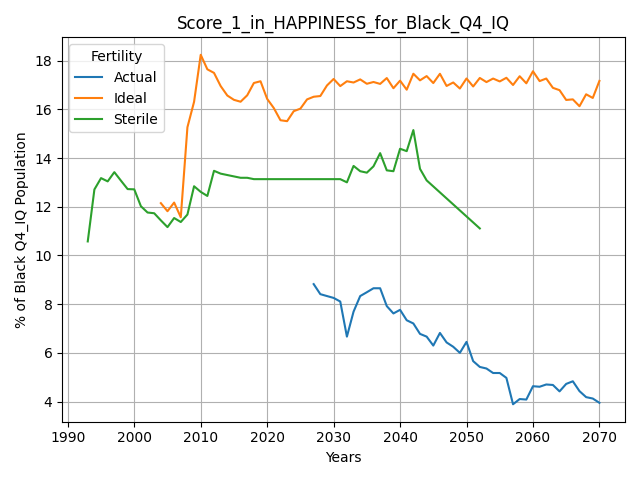 Score_1_in_HAPPINESS_for_Black_Q4_IQ
Fertility
Actual
Ideal
Sterile
% of Black Q4_IQ Population
18
16
14
12
10
8
6
4
1990 2000 2010 2020 2030 2040 2050 2060 2070
Years